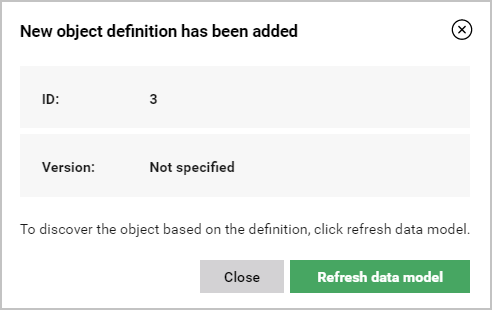 New object definition has been added
ID: 3
Version: Not specified
To discover the object based on the definition, click refresh data model.
Close Refresh data model